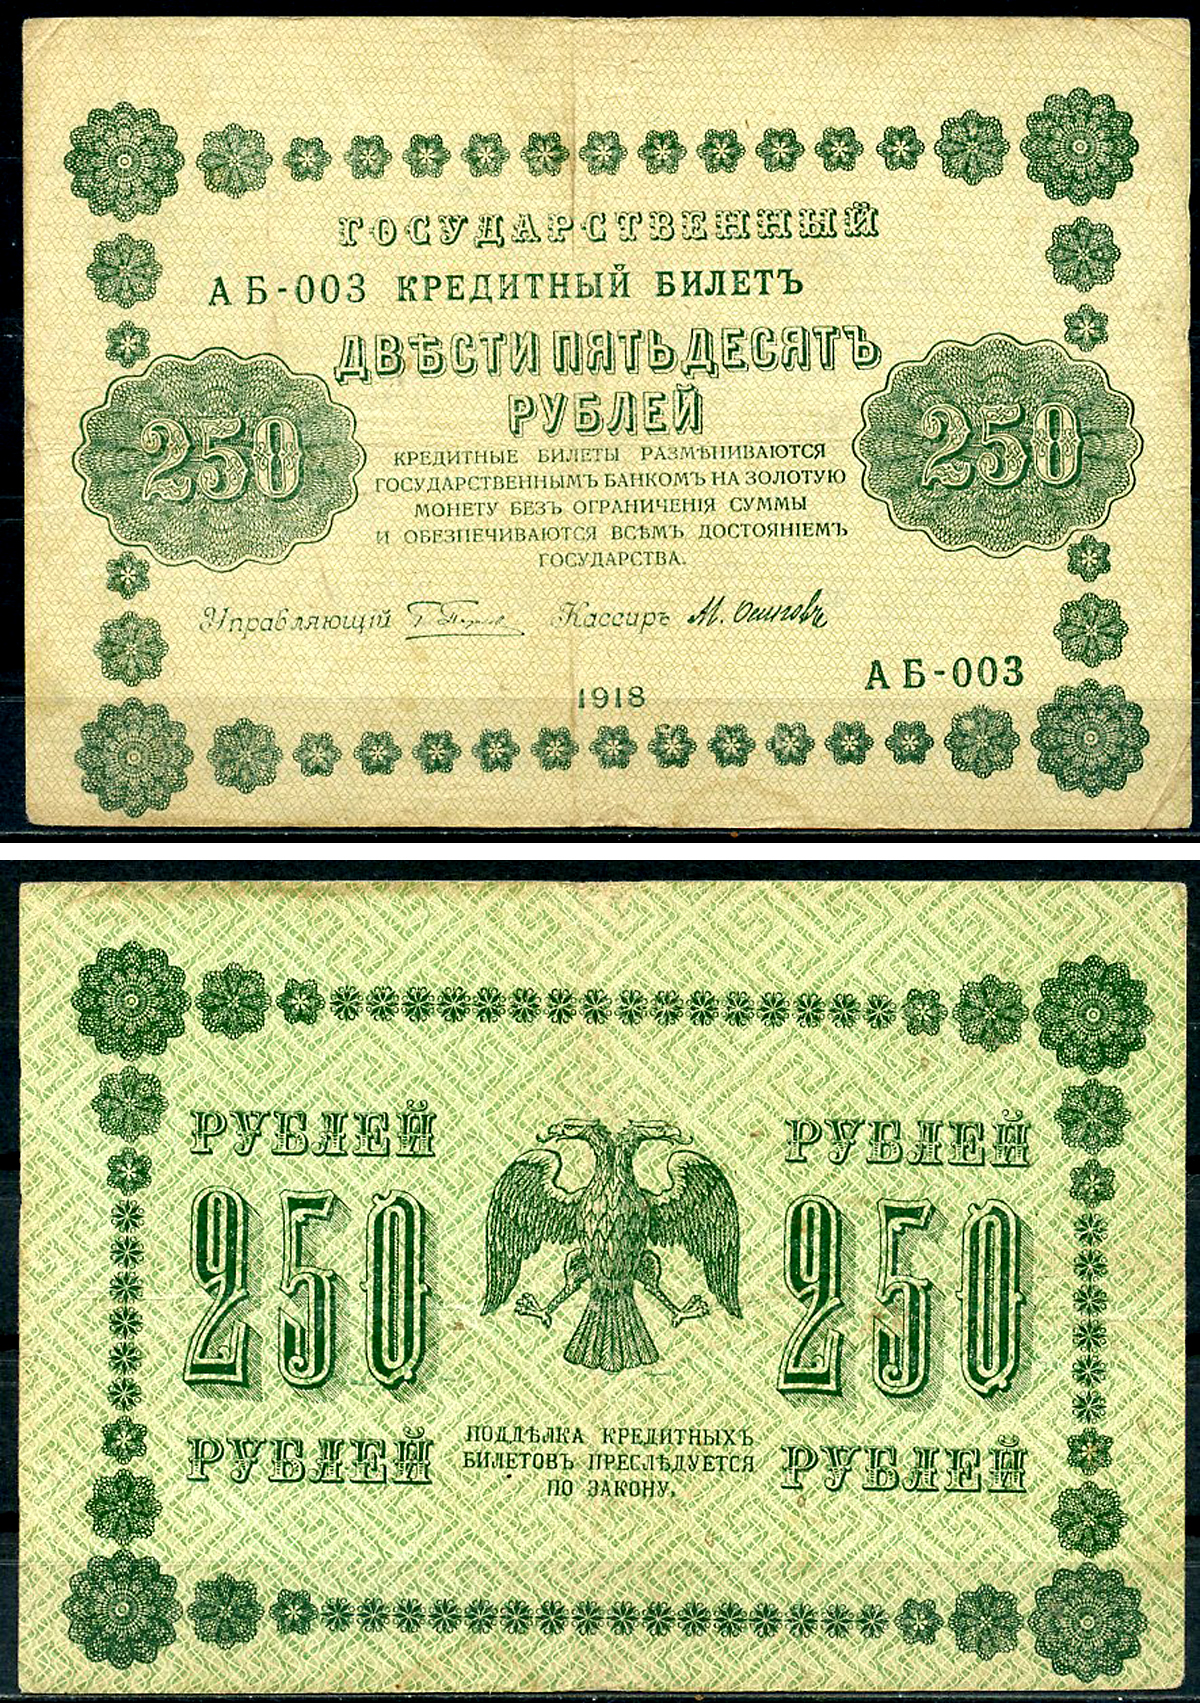 ГОСУДАРСТВЕННЫЙ
АБ-003 КРЕДИТНЫЙ БИЛЕТЪ
ДВѢСТИ ПЯТЬДЕСЯТЪ
РУБЛЕЙ
250
250
КРЕДИТНЫЕ БИЛЕТЫ РАЗМѢНИВАЮТСЯ
ГОСУДАРСТВЕННЫМЪ БАНКОМЪ НА ЗОЛОТУЮ
МОНЕТУ БЕЗЪ ОГРАНИЧЕНІЯ СУММЫ
И ОБЕЗПЕЧИВАЮТСЯ ВСѢМЪ ДОСТОЯНІЕМЪ
ГОСУДАРСТВА.
Управляющій Кассиръ М. Осиповъ
АБ-003
1918
РУБЛЕЙ
250
РУБЛЕЙ
РУБЛЕЙ
250
РУБЛЕЙ
ПОДДѢЛКА КРЕДИТНЫХЪ
БИЛЕТОВЪ ПРЕСЛѢДУЕТСЯ
ПО ЗАКОНУ.